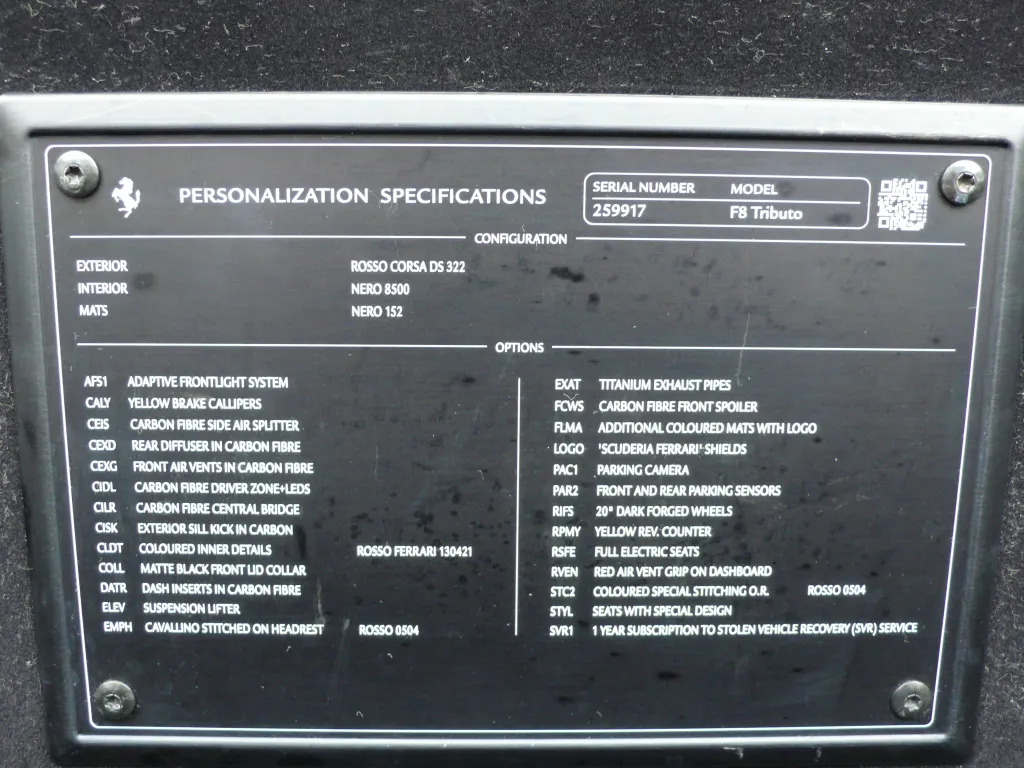 PERSONALIZATION SPECIFICATIONS
SERIAL NUMBER MODEL
259917 F8 Tributo
CONFIGURATION
EXTERIOR ROSSO CORSA DS 322
INTERIOR NERO 8500
MATS NERO 152
OPTIONS
AFS1 ADAPTIVE FRONTLIGHT SYSTEM
CALY YELLOW BRAKE CALLIPERS
CEIS CARBON FIBRE SIDE AIR SPLITTER
CEXD REAR DIFFUSER IN CARBON FIBRE
CEXG FRONT AIR VENTS IN CARBON FIBRE
CIDL CARBON FIBRE DRIVER ZONE+LEDS
CILR CARBON FIBRE CENTRAL BRIDGE
CISK EXTERIOR SILL KICK IN CARBON
CLDT COLOURED INNER DETAILS ROSSO FERRARI 130421
COLL MATTE BLACK FRONT LID COLLAR
DATR DASH INSERTS IN CARBON FIBRE
ELEV SUSPENSION LIFTER
EMPH CAVALLINO STITCHED ON HEADREST ROSSO 0504
EXAT TITANIUM EXHAUST PIPES
FCWS CARBON FIBRE FRONT SPOILER
FLMA ADDITIONAL COLOURED MATS WITH LOGO
LOGO 'SCUDERIA FERRARI' SHIELDS
PAC1 PARKING CAMERA
PAR2 FRONT AND REAR PARKING SENSORS
RIFS 20" DARK FORGED WHEELS
RPMY YELLOW REV. COUNTER
RSFE FULL ELECTRIC SEATS
RVEN RED AIR VENT GRIP ON DASHBOARD
STC2 COLOURED SPECIAL STITCHING O.R. ROSSO 0504
STYL SEATS WITH SPECIAL DESIGN
SVR1 1 YEAR SUBSCRIPTION TO STOLEN VEHICLE RECOVERY (SVR) SERVICE